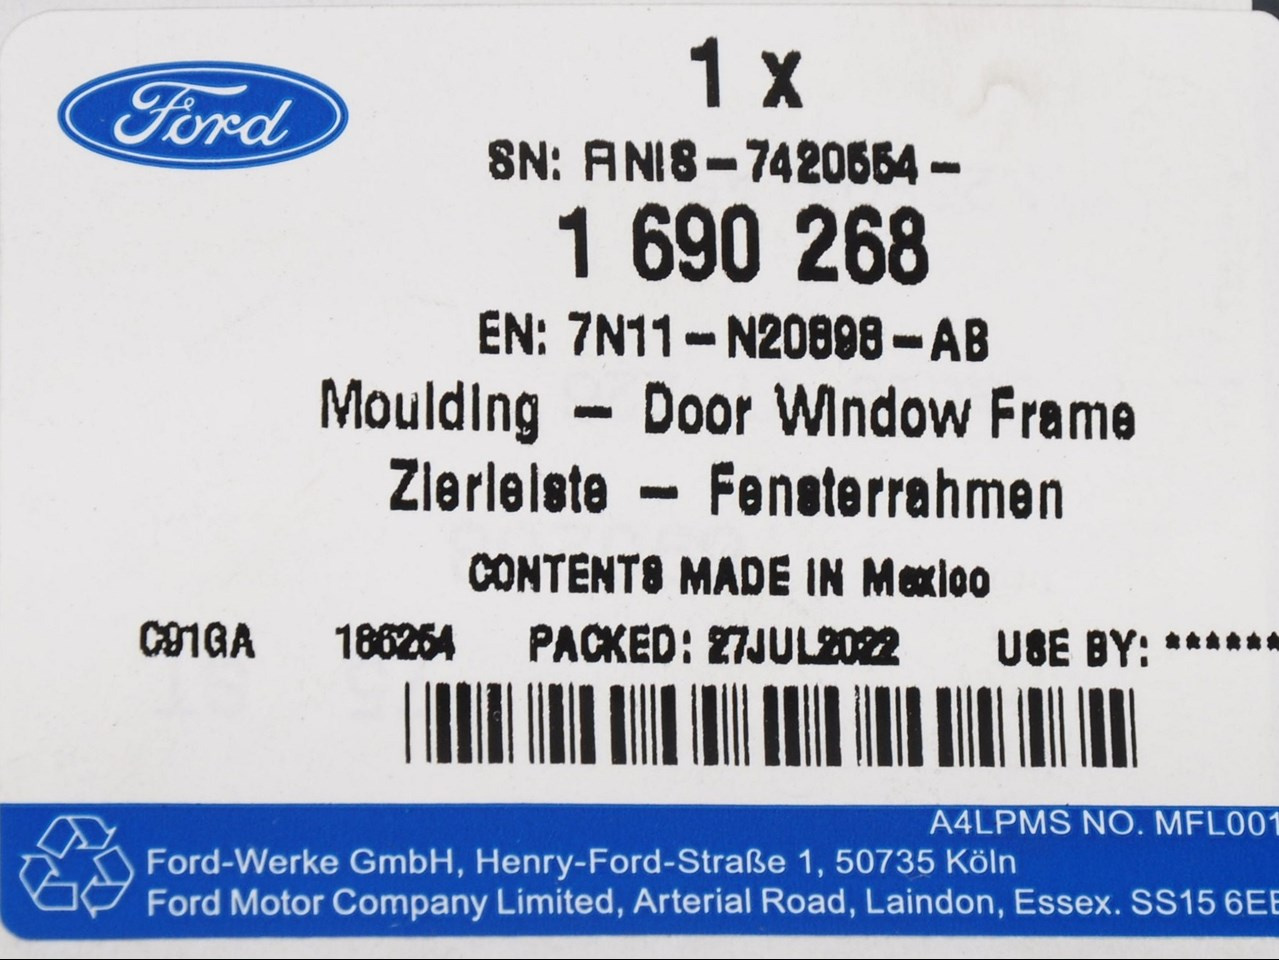 Ford
1 x
SN: ANIS-7420554-
1 690 268
EN: 7N11-N20898-AB
Moulding - Door Window Frame
Zierleiste - Fensterrahmen
CONTENTS MADE IN Mexico
C91GA 186254 PACKED: 27JUL2022 USE BY: ******
A4LPMS NO. MFL001
Ford-Werke GmbH, Henry-Ford-Straße 1, 50735 Köln
Ford Motor Company Limited, Arterial Road, Laindon, Essex. SS15 6EE